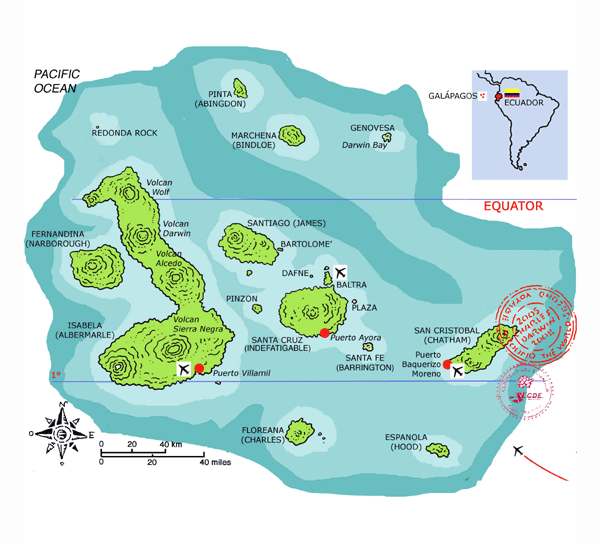 PACIFIC
OCEAN
PINTA
(ABINGDON)
GALÁPAGOS
ECUADOR
REDONDA ROCK
MARCHENA
(BINDLOE)
GENOVESA
Darwin Bay
Volcan
Wolf
EQUATOR
FERNANDINA
(NARBOROUGH)
Volcan
Darwin
SANTIAGO (JAMES)
BARTOLOME'
Volcan
Alcedo
DAFNE
BALTRA
PINZON
PLAZA
ISABELA
(ALBERMARLE)
Volcan
Sierra Negra
SANTA CRUZ
(INDEFATIGABLE)
Puerto Ayora
SAN CRISTOBAL
(CHATHAM)
SANTA FE
(BARRINGTON)
Puerto
Baquerizo
Moreno
1º
Puerto Villamil
FLOREANA
(CHARLES)
ESPANOLA
(HOOD)
N
O
E
S
0 20 40 km
0 40 miles
DARWIN